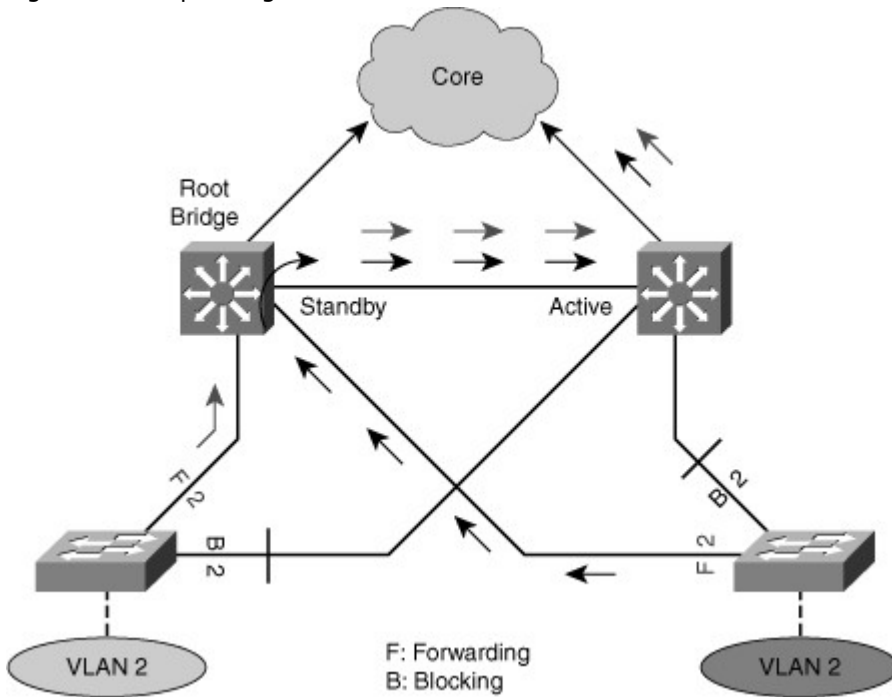 Core
Root
Bridge
Standby
Active
F 2
B 2
F 2
B 2
VLAN 2
F: Forwarding
B: Blocking
VLAN 2